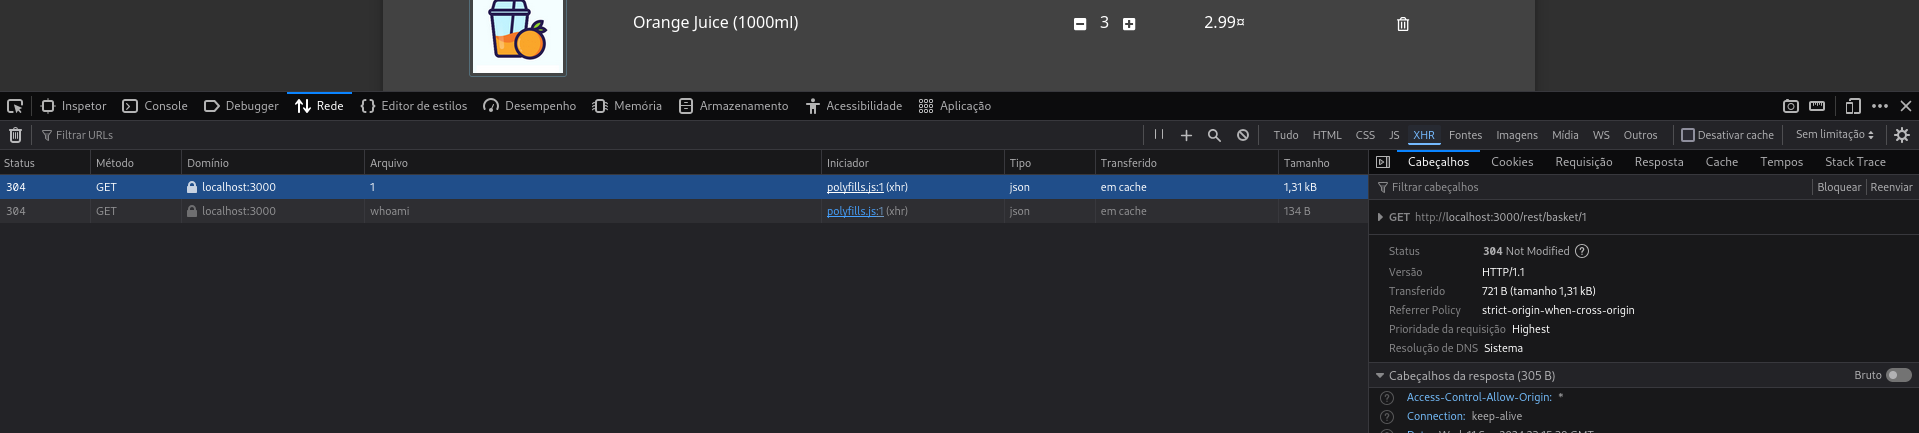 Orange Juice (1000ml) 3 2.99¤
Inspetor Console Debugger Rede Editor de estilos Desempenho Memória Armazenamento Acessibilidade Aplicação
Filtrar URLs Tudo HTML CSS JS XHR Fontes Imagens Mídia WS Outros Desativar cache Sem limitação
Status Método Domínio Arquivo Iniciador Tipo Transferido Tamanho
304 GET localhost:3000 1 polyfills.js:1 (xhr) json em cache 1,31 kB
304 GET localhost:3000 whoami polyfills.js:1 (xhr) json em cache 134 B
Cabeçalhos Cookies Requisição Resposta Cache Tempos Stack Trace
Filtrar cabeçalhos Bloquear Reenviar
GET http://localhost:3000/rest/basket/1
Status 304 Not Modified
Versão HTTP/1.1
Transferido 721 B (tamanho 1,31 kB)
Referrer Policy strict-origin-when-cross-origin
Prioridade da requisição Highest
Resolução de DNS Sistema
Cabeçalhos da resposta (305 B) Bruto
Access-Control-Allow-Origin: *
Connection: keep-alive